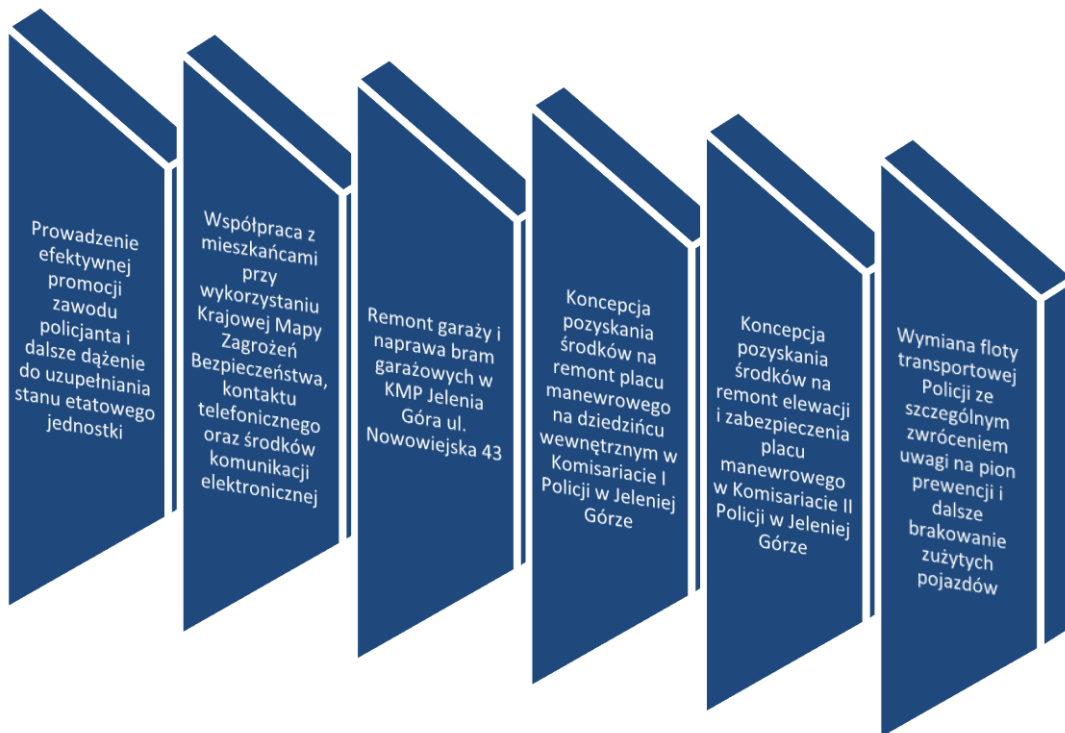 Prowadzenie
efektywnej
promocji
zawodu
policjanta i
dalsze dążenie
do uzupełniania
stanu etatowego
jednostki
Współpraca z
mieszkańcami
przy
wykorzystaniu
Krajowej Mapy
Zagrożeń
Bezpieczeństwa,
kontaktu
telefonicznego
oraz środków
komunikacji
elektronicznej
Remont garaży i
naprawa bram
garażowych w
KMP Jelenia
Góra ul.
Nowowiejska 43
Koncepcja
pozyskania
środków na
remont placu
manewrowego
na dziedzińcu
wewnętrznym w
Komisariacie I
Policji w Jeleniej
Górze
Koncepcja
pozyskania
środków na
remont elewacji
i zabezpieczenia
placu
manewrowego
w Komisariacie II
Policji w Jeleniej
Górze
Wymiana floty
transportowej
Policji ze
szczególnym
zwróceniem
uwagi na pion
prewencji i
dalsze
brakowanie
zużytych
pojazdów